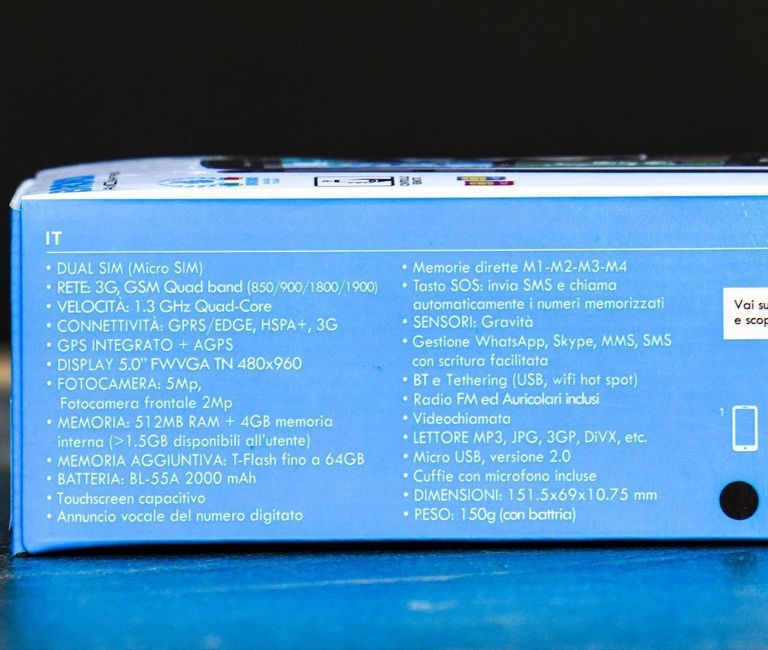 IT
• DUAL SIM (Micro SIM)
• RETE: 3G, GSM Quad band (850/900/1800/1900)
• VELOCITÀ: 1.3 GHz Quad-Core
• CONNETTIVITÀ: GPRS/EDGE, HSPA+, 3G
• GPS INTEGRATO + AGPS
• DISPLAY 5.0" FWVGA TN 480x960
• FOTOCAMERA: 5Mp,
Fotocamera frontale 2Mp
• MEMORIA: 512MB RAM + 4GB memoria
interna (>1.5GB disponibili all'utente)
• MEMORIA AGGIUNTIVA: T-Flash fino a 64GB
• BATTERIA: BL-55A 2000 mAh
• Touchscreen capacitivo
• Annuncio vocale del numero digitato
• Memorie dirette M1-M2-M3-M4
• Tasto SOS: invia SMS e chiama
automaticamente i numeri memorizzati
• SENSORI: Gravità
• Gestione WhatsApp, Skype, MMS, SMS
con scritura facilitata
• BT e Tethering (USB, wifi hot spot)
• Radio FM ed Auricolari inclusi
• Videochiamata
• LETTORE MP3, JPG, 3GP, DiVX, etc.
• Micro USB, versione 2.0
• Cuffie con microfono incluse
• DIMENSIONI: 151.5x69x10.75 mm
• PESO: 150g (con battria)
Vai su
e scop
1